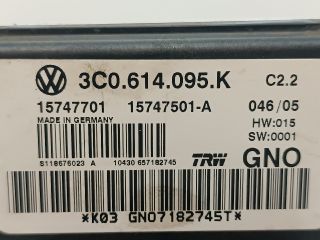 3C0.614.095.K C2.2
15747701 15747501-A 046/05
MADE IN GERMANY HW:015
SW:0001
S118676023 A 10430 657182745 TRW GNO
*K03 GNO7182745T*